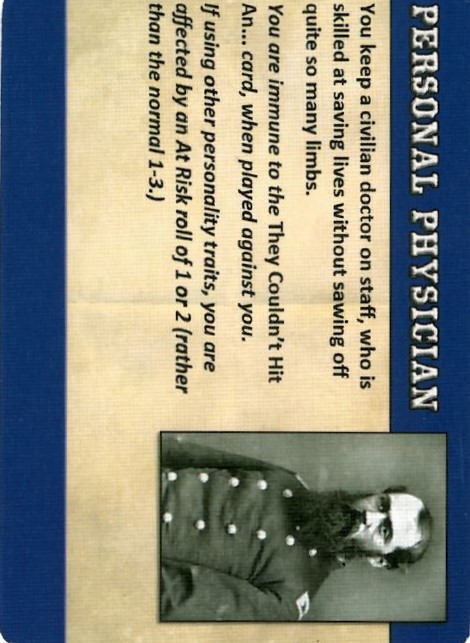 PERSONAL PHYSICIAN
You keep a civilian doctor on staff, who is
skilled at saving lives without sawing off
quite so many limbs.
You are immune to the They Couldn't Hit
An... card, when played against you.
If using other personality traits, you are
affected by an At Risk roll of 1 or 2 (rather
than the normal 1-3.)